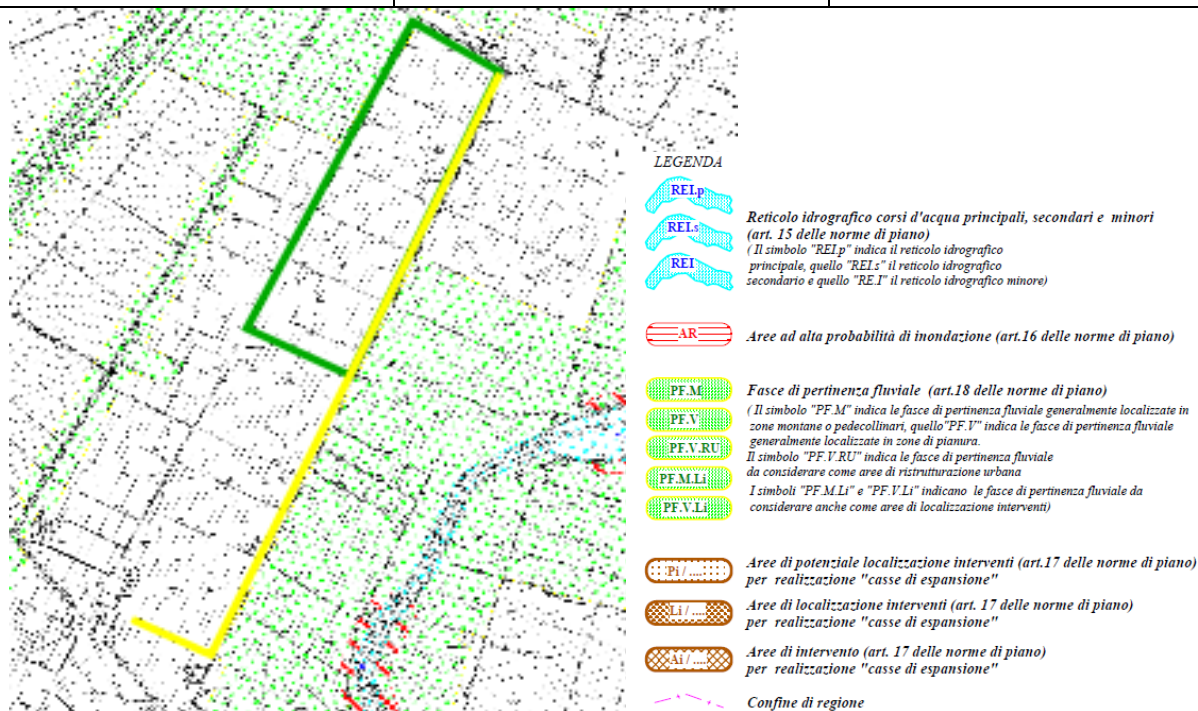 LEGENDA
REI.p
REI.s
REI
Reticolo idrografico corsi d'acqua principali, secondari e minori
(art. 15 delle norme di piano)
( Il simbolo "REI.p" indica il reticolo idrografico
principale, quello "REI.s" il reticolo idrografico
secondario e quello "RE.I" il reticolo idrografico minore)
AR
Aree ad alta probabilità di inondazione (art.16 delle norme di piano)
PF.M
PF.V
PF.V.RU
PF.M.Li
PF.V.Li
Fasce di pertinenza fluviale (art.18 delle norme di piano)
( Il simbolo "PF.M" indica le fasce di pertinenza fluviale generalmente localizzate in
zone montane o pedecollinari, quello"PF.V" indica le fasce di pertinenza fluviale
generalmente localizzate in zone di pianura.
Il simbolo "PF.V.RU" indica le fasce di pertinenza fluviale
da considerare come aree di ristrutturazione urbana
I simboli "PF.M.Li" e "PF.V.Li" indicano le fasce di pertinenza fluviale da
considerare anche come aree di localizzazione interventi)
Pi / ....
Aree di potenziale localizzazione interventi (art.17 delle norme di piano)
per realizzazione "casse di espansione"
Li / ....
Aree di localizzazione interventi (art. 17 delle norme di piano)
per realizzazione "casse di espansione"
Ai / ....
Aree di intervento (art. 17 delle norme di piano)
per realizzazione "casse di espansione"
Confine di regione